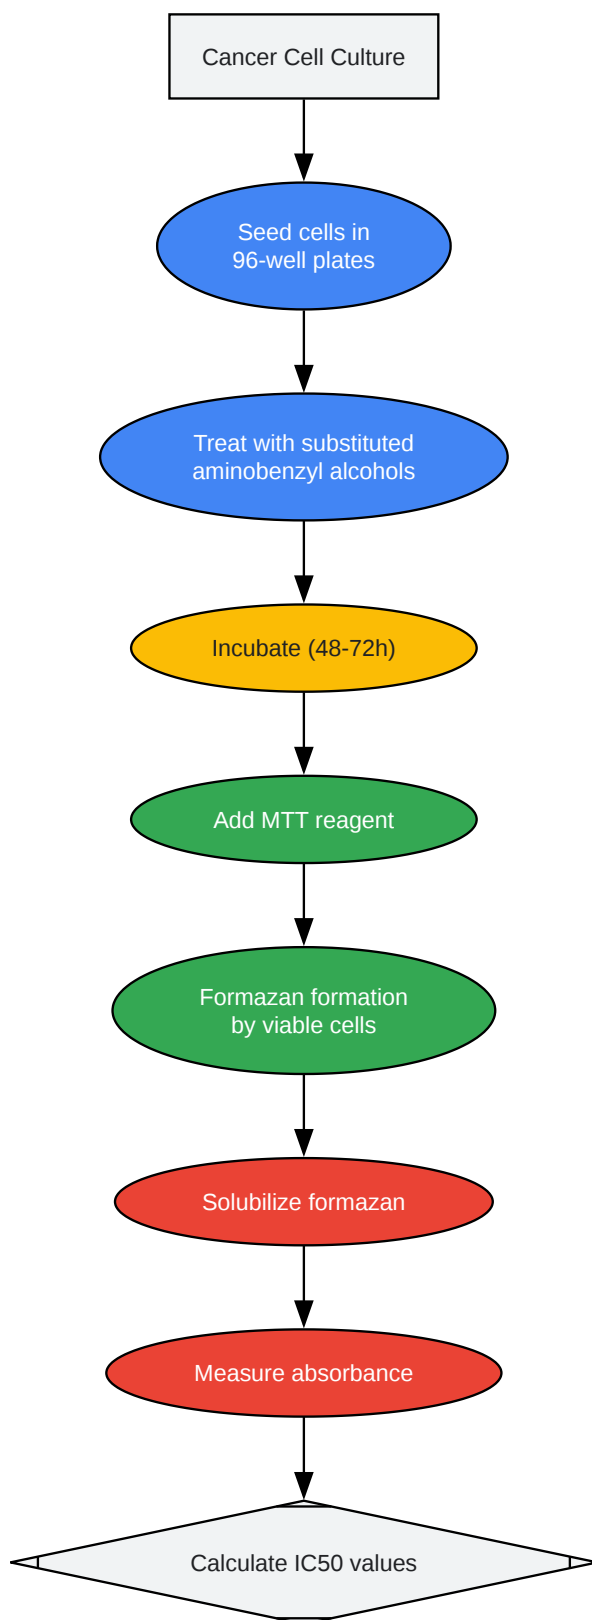 Cancer Cell Culture
Seed cells in
96-well plates
Treat with substituted
aminobenzyl alcohols
Incubate (48-72h)
Add MTT reagent
Formazan formation
by viable cells
Solubilize formazan
Measure absorbance
Calculate IC50 values